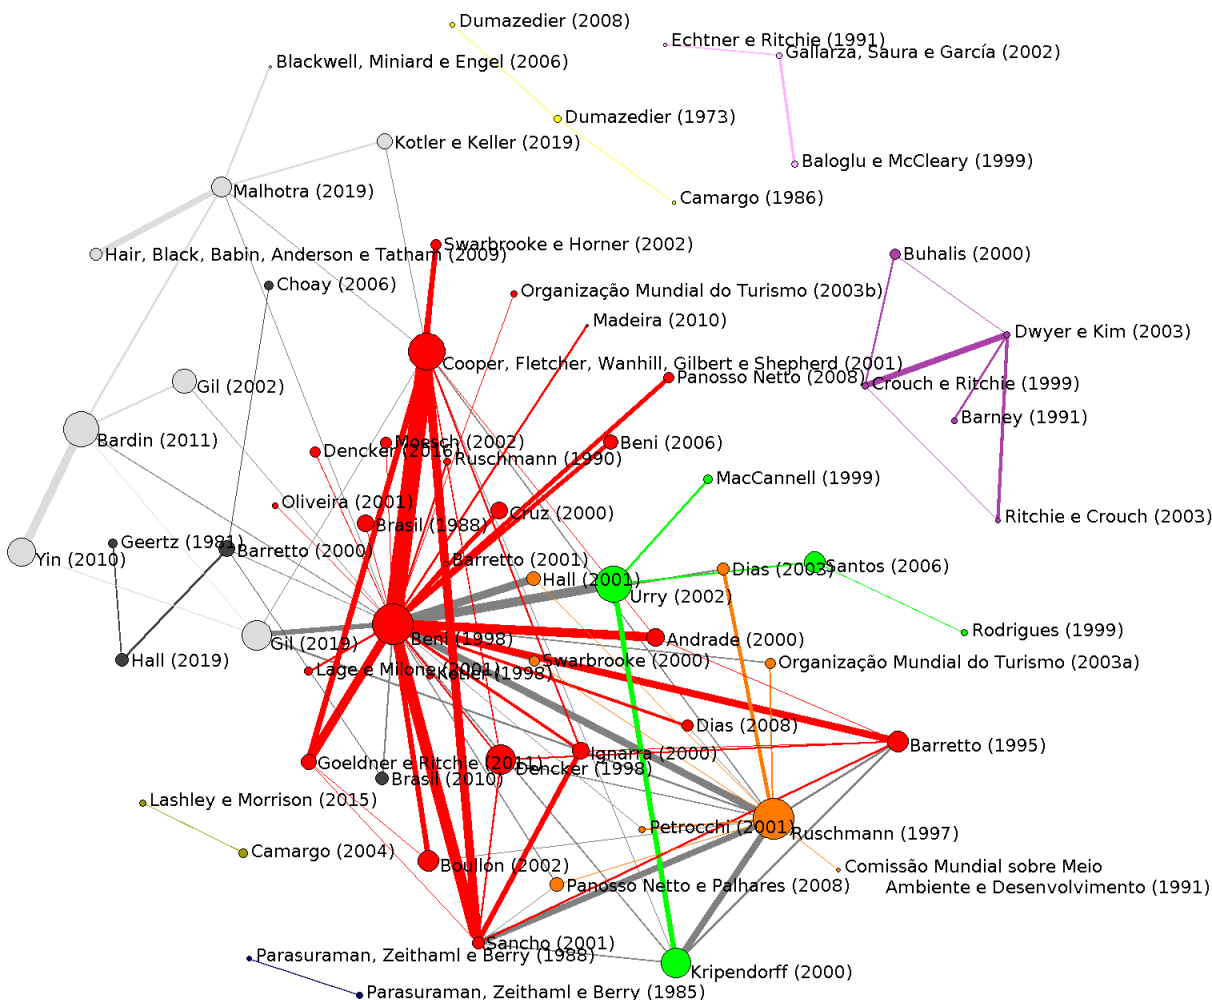 Dumazedier (2008)
Echtner e Ritchie (1991)
Gallarza, Saura e García (2002)
Blackwell, Miniard e Engel (2006)
Dumazedier (1973)
Kotler e Keller (2019)
Baloglu e McCleary (1999)
Malhotra (2019)
Camargo (1986)
Swarbrooke e Horner (2002)
Hair, Black, Babin, Anderson e Tatham (2009)
Buhalis (2000)
Choay (2006)
Organização Mundial do Turismo (2003b)
Madeira (2010)
Dwyer e Kim (2003)
Cooper, Fletcher, Wanhill, Gilbert e Shepherd (2001)
Panosso Netto (2008)
Crouch e Ritchie (1999)
Gil (2002)
Barney (1991)
Bardin (2011)
Moesch (2002)
Beni (2006)
Dencker (2016)
Ruschmann (1990)
MacCannell (1999)
Oliveira (2001)
Cruz (2000)
Ritchie e Crouch (2003)
Brasil (1988)
Geertz (1981)
Barretto (2000)
Yin (2010)
Barretto (2001)
Hall (2001)
Dias (2003)
Santos (2006)
Urry (2002)
Rodrigues (1999)
Gil (2019)
Beni (1998)
Andrade (2000)
Hall (2019)
Swarbrooke (2000)
Organização Mundial do Turismo (2003a)
Lage e Milone (2001)
Kotler (1998)
Dias (2008)
Barretto (1995)
Ignarra (2000)
Goeldner e Ritchie (2011)
Dencker (1998)
Brasil (2010)
Lashley e Morrison (2015)
Petrocchi (2001)
Ruschmann (1997)
Camargo (2004)
Boullón (2002)
Comissão Mundial sobre Meio
Ambiente e Desenvolvimento (1991)
Panosso Netto e Palhares (2008)
Sancho (2001)
Parasuraman, Zeithaml e Berry (1988)
Kripendorff (2000)
Parasuraman, Zeithaml e Berry (1985)